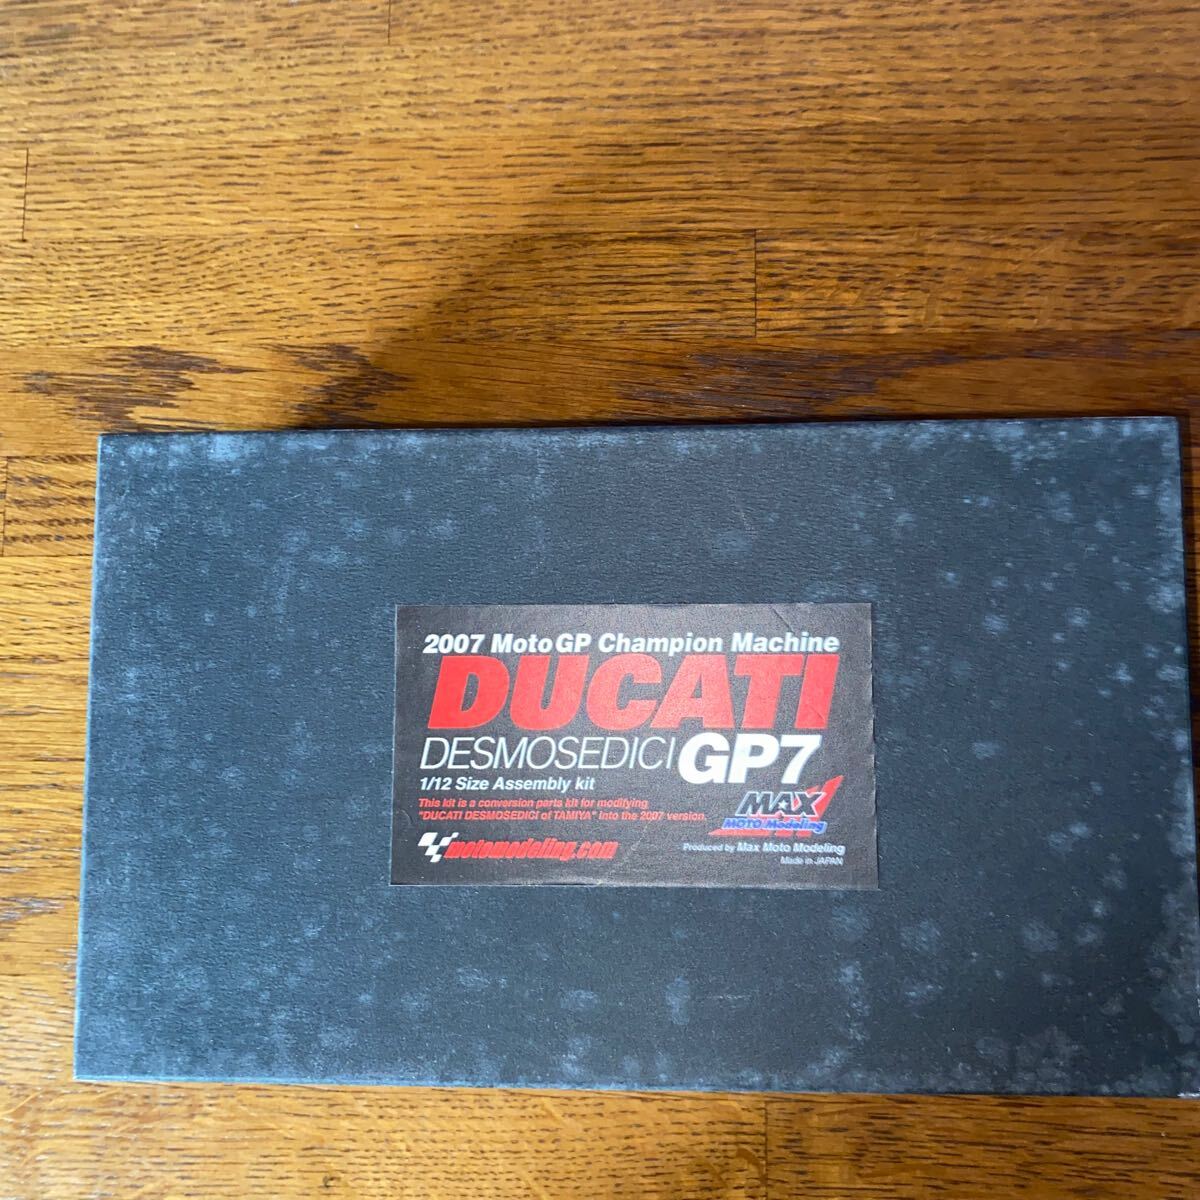 2007 MotoGP Champion Machine
DUCATI
DESMOSEDICI GP7
1/12 Size Assembly kit
This kit is a conversion parts kit for modifying
"DUCATI DESMOSEDICI of TAMIYA" into the 2007 version.
MAX
MOTO Modeling
motomodeling.com
Produced by Max Moto Modeling
Made in JAPAN